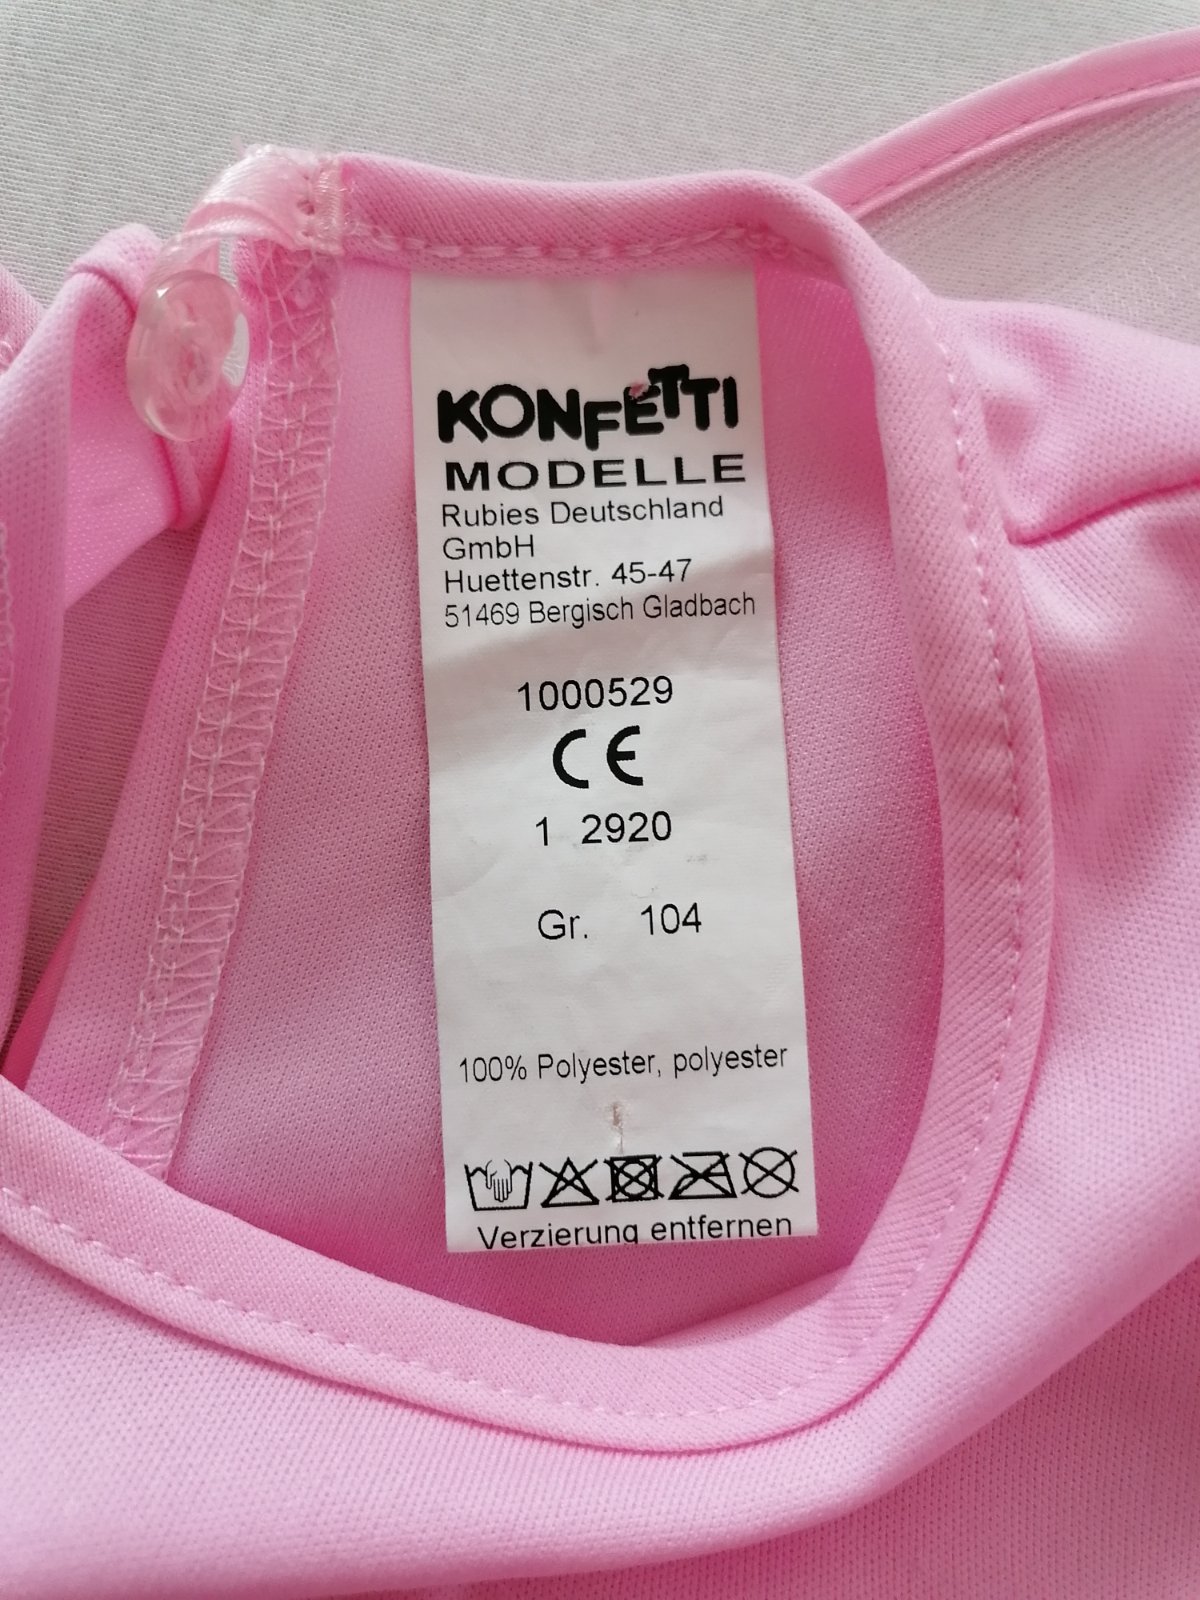 KONFETTI
MODELLE
Rubies Deutschland
GmbH
Huettenstr. 45-47
51469 Bergisch Gladbach
1000529
CE
1 2920
Gr. 104
100% Polyester, polyester
Verzierung entfernen